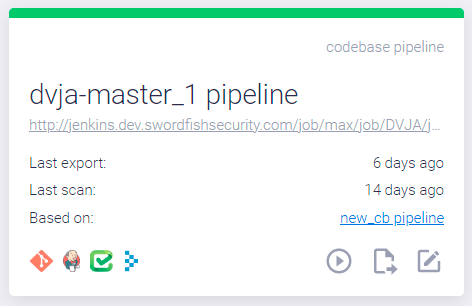 codebase pipeline
dvja-master_1 pipeline
http://jenkins.dev.swordfishsecurity.com/job/max/job/DVJA/j...
Last export: 6 days ago
Last scan: 14 days ago
Based on: new_cb pipeline